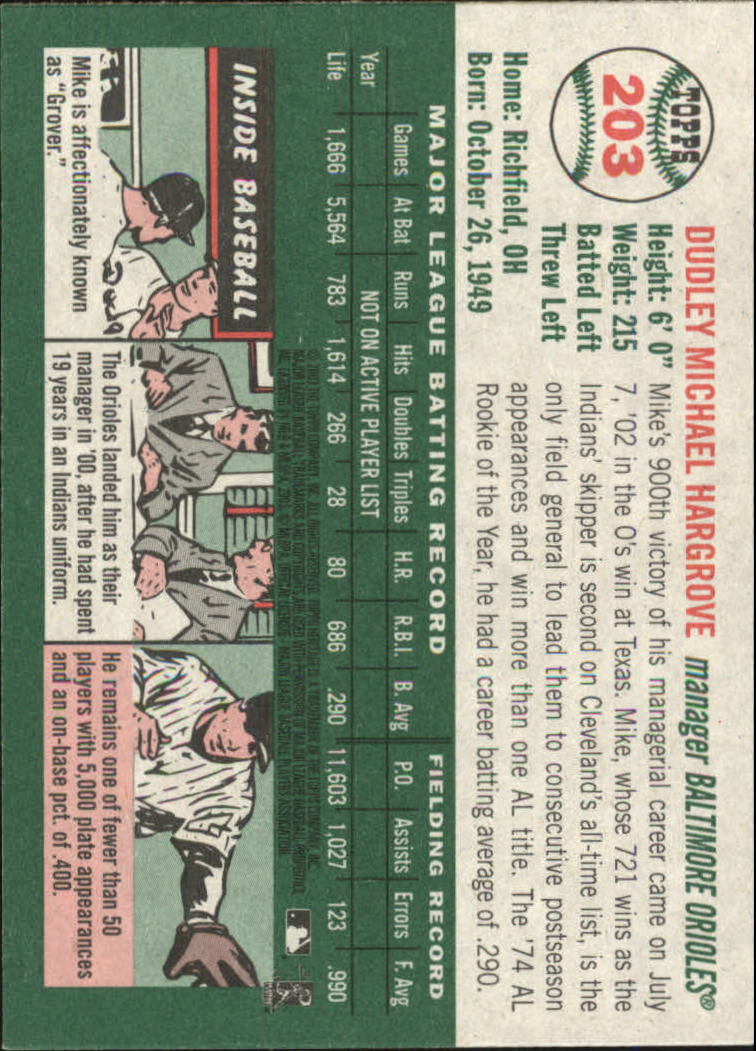 TOPPS
203
DUDLEY MICHAEL HARGROVE manager BALTIMORE ORIOLES®
Height: 6' 0"
Weight: 215
Batted Left
Threw Left
Home: Richfield, OH
Born: October 26, 1949
Mike's 900th victory of his managerial career came on July
7, '02 in the O's win at Texas. Mike, whose 721 wins as the
Indians' skipper is second on Cleveland's all-time list, is the
only field general to lead them to consecutive postseason
appearances and win more than one AL title. The '74 AL
Rookie of the Year, he had a career batting average of .290.
MAJOR LEAGUE BATTING RECORD FIELDING RECORD
Games At Bat Runs Hits Doubles Triples H.R. R.B.I. B. Avg P.O. Assists Errors F. Avg
Year NOT ON ACTIVE PLAYER LIST
Life 1,666 5,564 783 1,614 266 28 80 686 .290 11,603 1,027 123 .990
INSIDE BASEBALL
Mike is affectionately known
as "Grover."
The Orioles landed him as their
manager in '00, after he had spent
19 years in an Indians uniform.
He remains one of fewer than 50
players with 5,000 plate appearances
and an on-base pct. of .400.